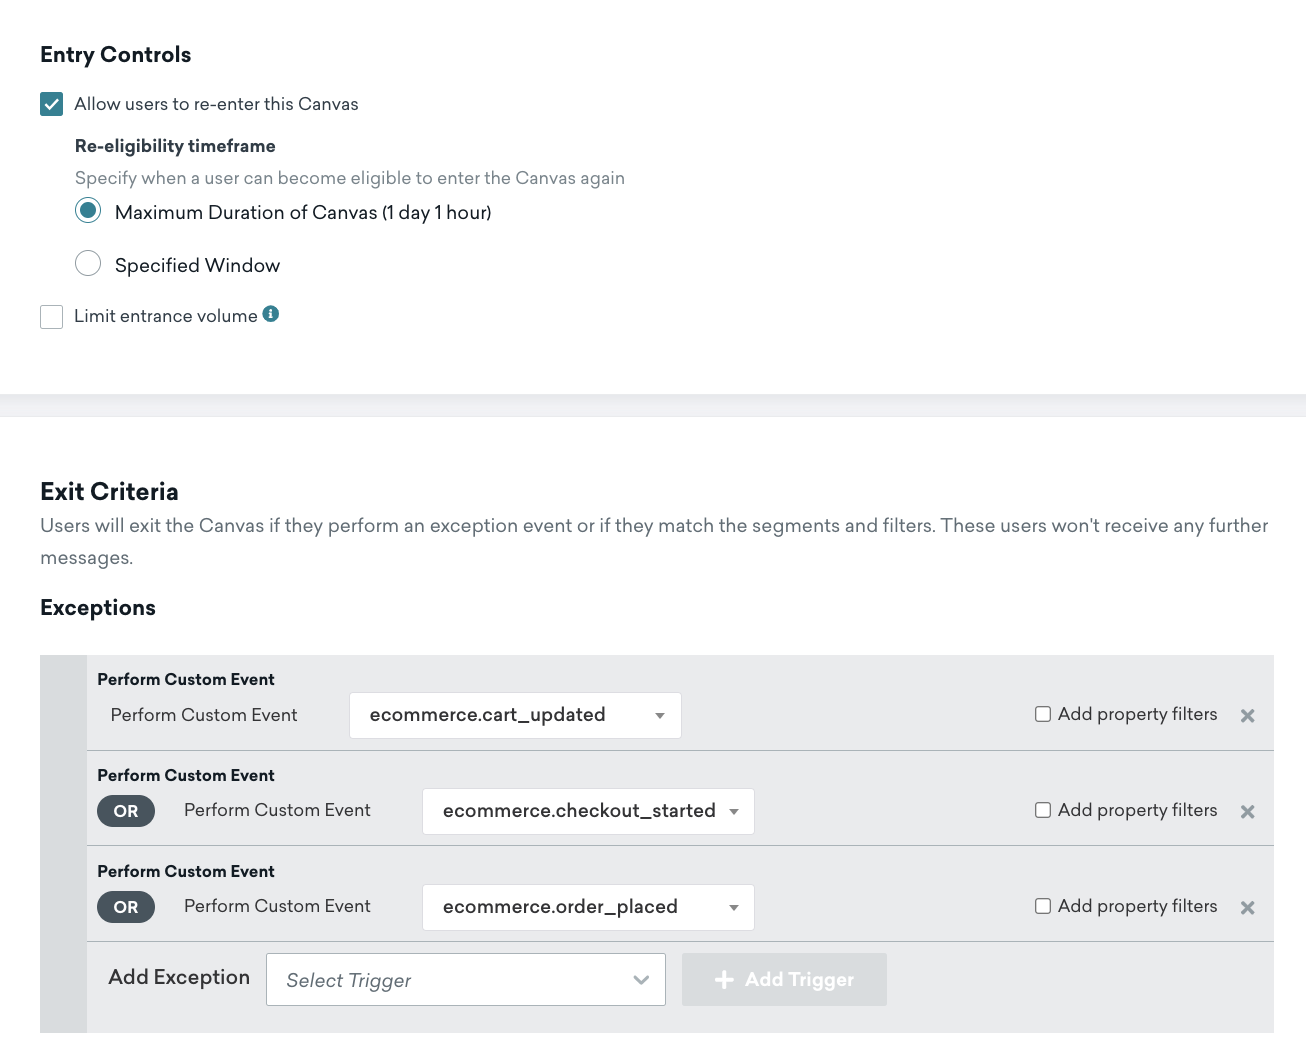 Entry Controls
Allow users to re-enter this Canvas
Re-eligibility timeframe
Specify when a user can become eligible to enter the Canvas again
Maximum Duration of Canvas (1 day 1 hour)
Specified Window
Limit entrance volume
Exit Criteria
Users will exit the Canvas if they perform an exception event or if they match the segments and filters. These users won't receive any further
messages.
Exceptions
Perform Custom Event
Perform Custom Event ecommerce.cart_updated Add property filters
Perform Custom Event
OR Perform Custom Event ecommerce.checkout_started Add property filters
Perform Custom Event
OR Perform Custom Event ecommerce.order_placed Add property filters
Add Exception Select Trigger Add Trigger